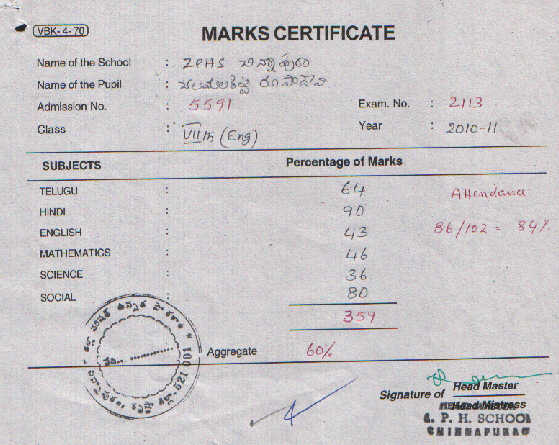 VBK-4-70
MARKS CERTIFICATE
Name of the School : ZPHS చిన్నాపురం
Name of the Pupil :
Admission No. : 5591 Exam. No. : 2113
Class : VIIth (Eng) Year : 2010-11
SUBJECTS Percentage of Marks
TELUGU : 64 Attendance
HINDI : 90
ENGLISH : 43 86/102 = 84%
MATHEMATICS : 46
SCIENCE : 36
SOCIAL : 80
359
Aggregate 60%
Signature of Head Master
Head Mistress
Z. P. H. SCHOOL
CHINNAPURAM